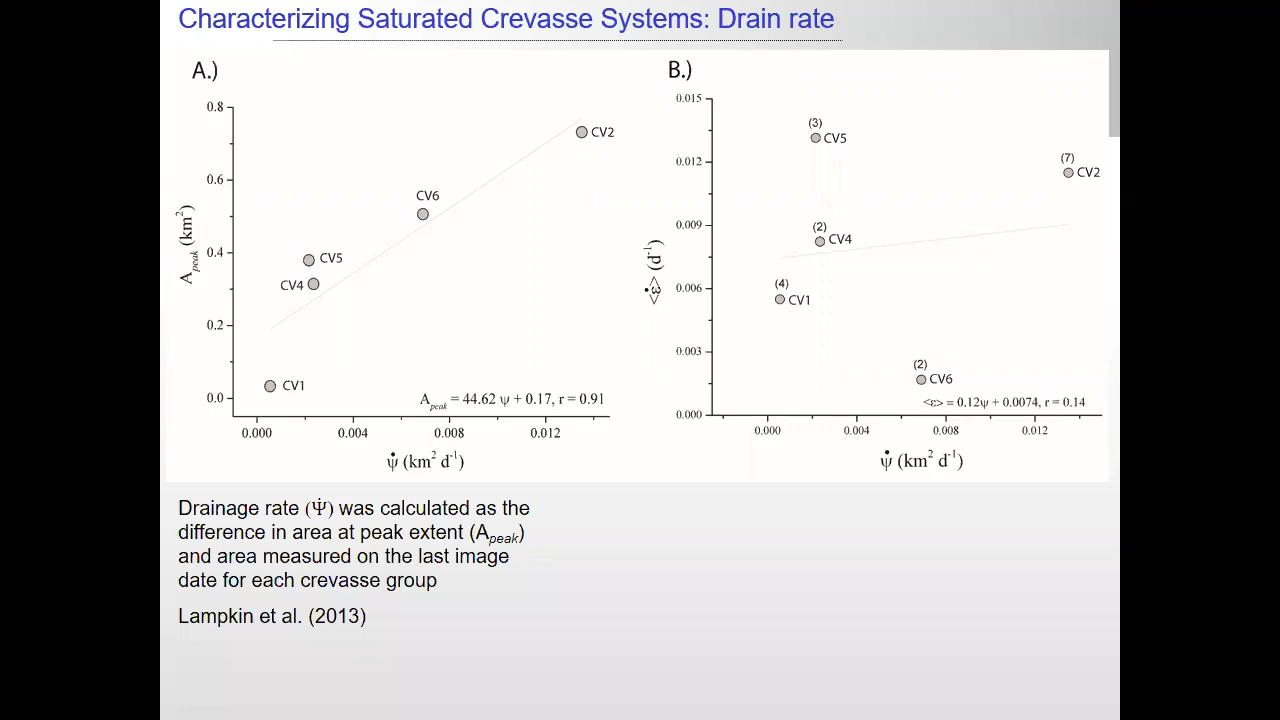 Characterizing Saturated Crevasse Systems: Drain rate
A.)
0.8
0.6
0.4
0.2
0.0
A_peak (km²)
CV2
CV6
CV5
CV4
CV1
A_peak = 44.62 ψ + 0.17, r = 0.91
0.000 0.004 0.008 0.012
ψ̇ (km² d⁻¹)
B.)
0.015
0.012
0.009
0.006
0.003
0.000
<ε̇> (d⁻¹)
(3)
CV5
(7)
CV2
(2)
CV4
(4)
CV1
(2)
CV6
<ε> = 0.12ψ + 0.0074, r = 0.14
0.000 0.004 0.008 0.012
ψ̇ (km² d⁻¹)
Drainage rate (Ψ̇) was calculated as the
difference in area at peak extent (A_peak)
and area measured on the last image
date for each crevasse group
Lampkin et al. (2013)